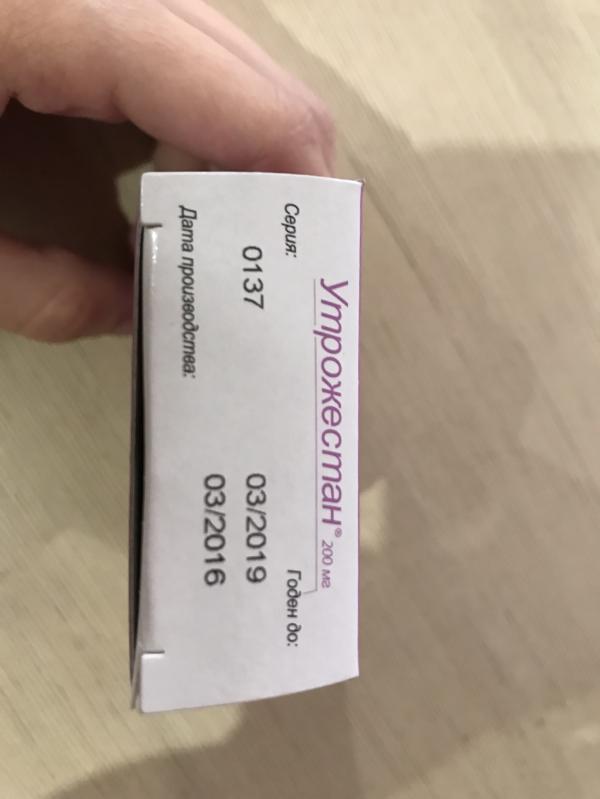 Утрожестан® 200 мг
Серия: Годен до:
0137 03/2019
Дата производства: 03/2016